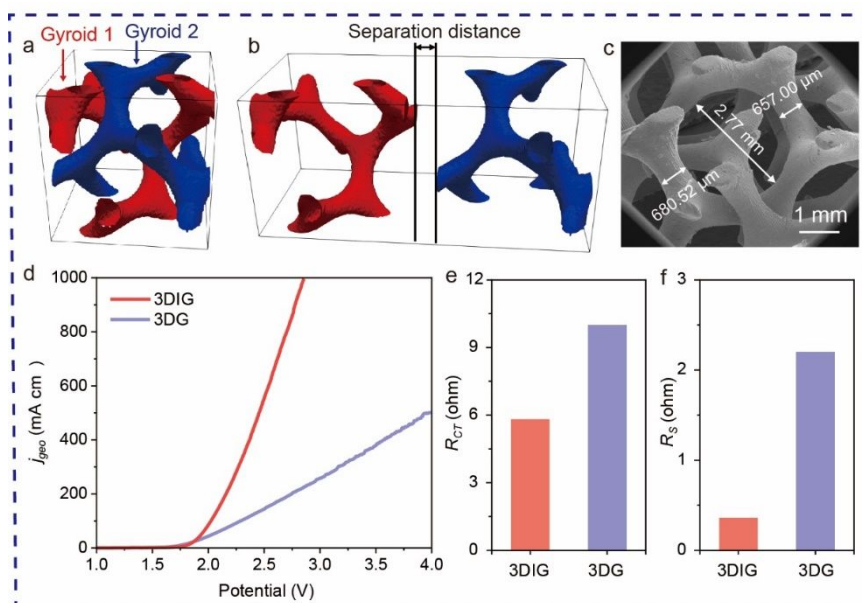 a
Gyroid 1
Gyroid 2
b
Separation distance
c
657.00 µm
2.77 mm
680.52 µm
1 mm
d
1000
800
600
400
200
0
j_geo (mA cm⁻)
3DIG
3DG
1.0
1.5
2.0
2.5
3.0
3.5
4.0
Potential (V)
e
12
9
6
3
0
R_CT (ohm)
3DIG
3DG
f
3
2
1
0
R_S (ohm)
3DIG
3DG